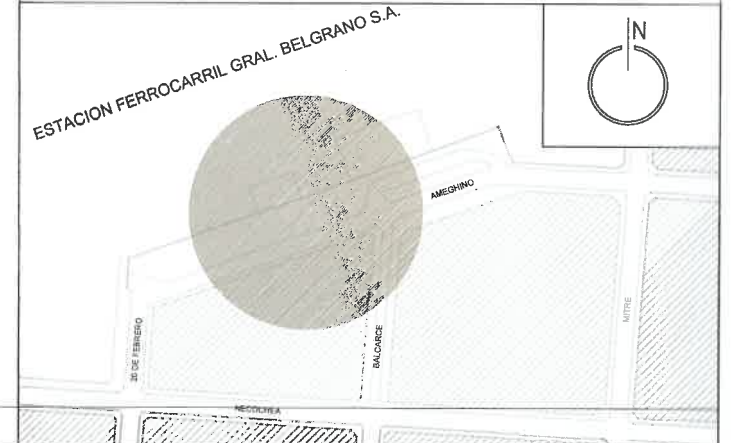 ESTACION FERROCARRIL GRAL. BELGRANO S.A.
N
AMEGHINO
20 DE FEBRERO
BALCARCE
MITRE
NECOCHEA